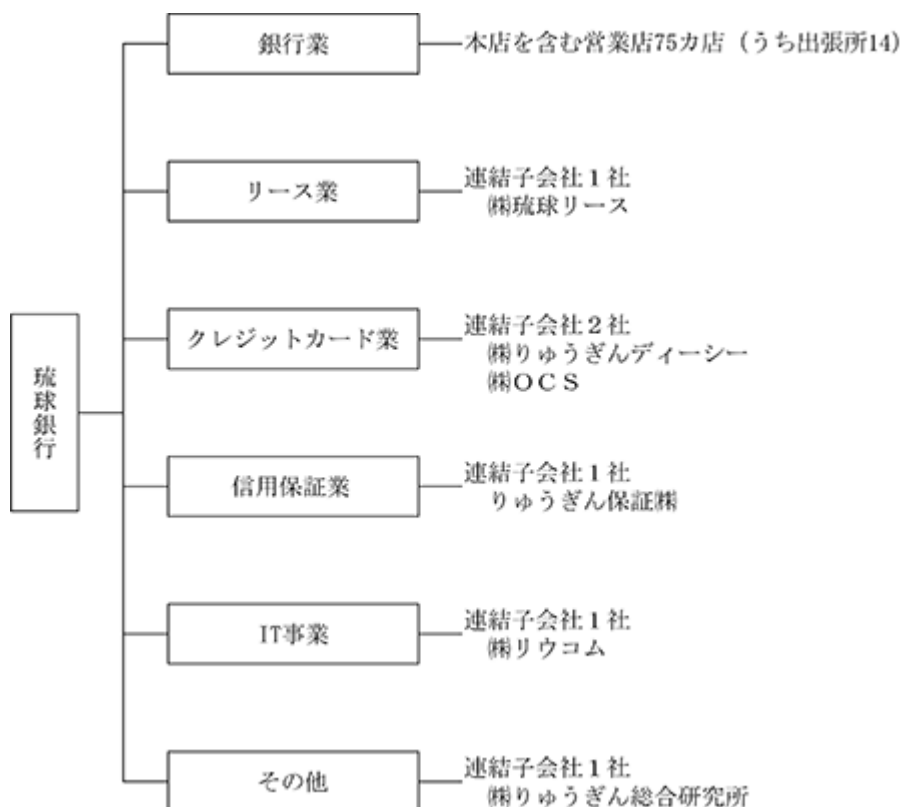 銀行業
本店を含む営業店75カ店（うち出張所14）
リース業
連結子会社１社
㈱琉球リース
クレジットカード業
連結子会社２社
㈱りゅうぎんディーシー
㈱ＯＣＳ
琉球銀行
信用保証業
連結子会社１社
りゅうぎん保証㈱
IT事業
連結子会社１社
㈱リウコム
その他
連結子会社１社
㈱りゅうぎん総合研究所